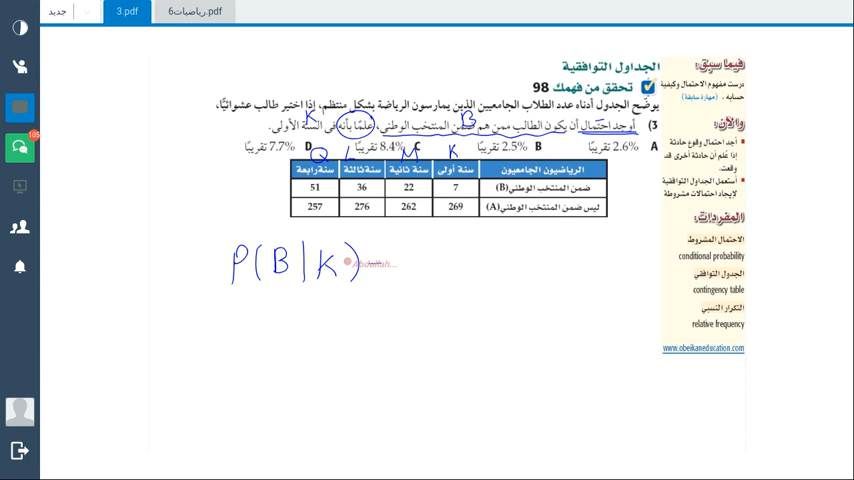 جديد
3.pdf
رياضيات6.pdf
105
الجداول التوافقية
تحقق من فهمك 98
يوضّح الجدول أدناه عدد الطلاب الجامعيين الذين يمارسون الرياضة بشكل منتظم، إذا اختير طالب عشوائيًّا،
K B
3) أوجد احتمال أن يكون الطالب ممن هم ضمن المنتخب الوطني، علمًا بأنه في السنة الأولى.
A 2.6% تقريبًا B 2.5% تقريبًا C 8.4% تقريبًا D 7.7% تقريبًا
K M L Q
الرياضيون الجامعيون سنة أولى سنة ثانية سنة ثالثة سنة رابعة
ضمن المنتخب الوطني (B) 7 22 36 51
ليس ضمن المنتخب الوطني (A) 269 262 276 257
P(B|K)
Abdullah...
فيما سبق:
درست مفهوم الاحتمال وكيفية
حسابه. (مهارة سابقة)
والآن:
أجد احتمال وقوع حادثة
إذا عُلم أن حادثة أخرى قد
وقعت.
أستعمل الجداول التوافقية
لإيجاد احتمالات مشروطة
المفردات:
الاحتمال المشروط
conditional probability
الجدول التوافقي
contingency table
التكرار النسبي
relative frequency
www.obeikaneducation.com